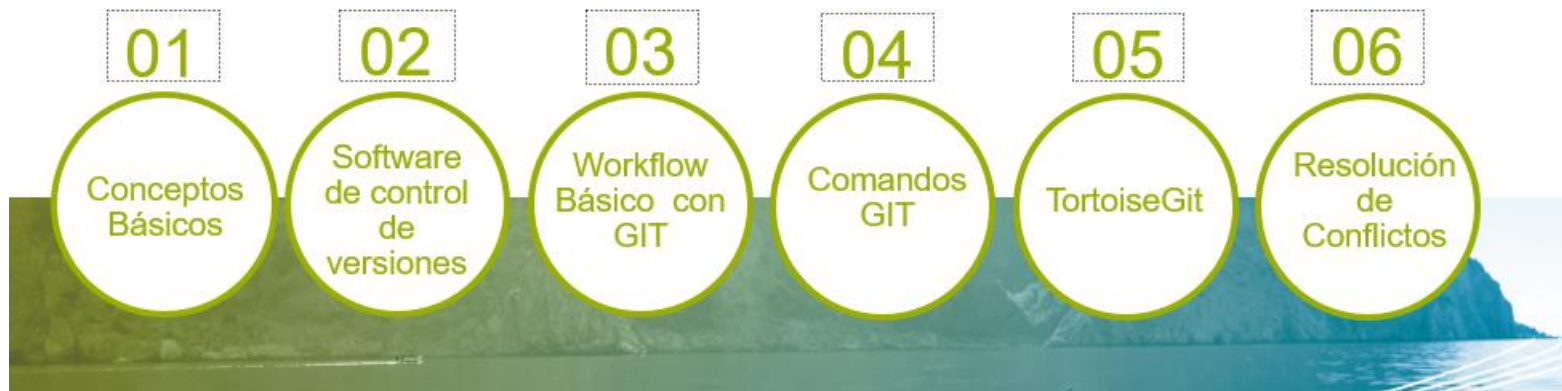 01
Conceptos
Básicos
02
Software
de control
de
versiones
03
Workflow
Básico con
GIT
04
Comandos
GIT
05
TortoiseGit
06
Resolución
de
Conflictos